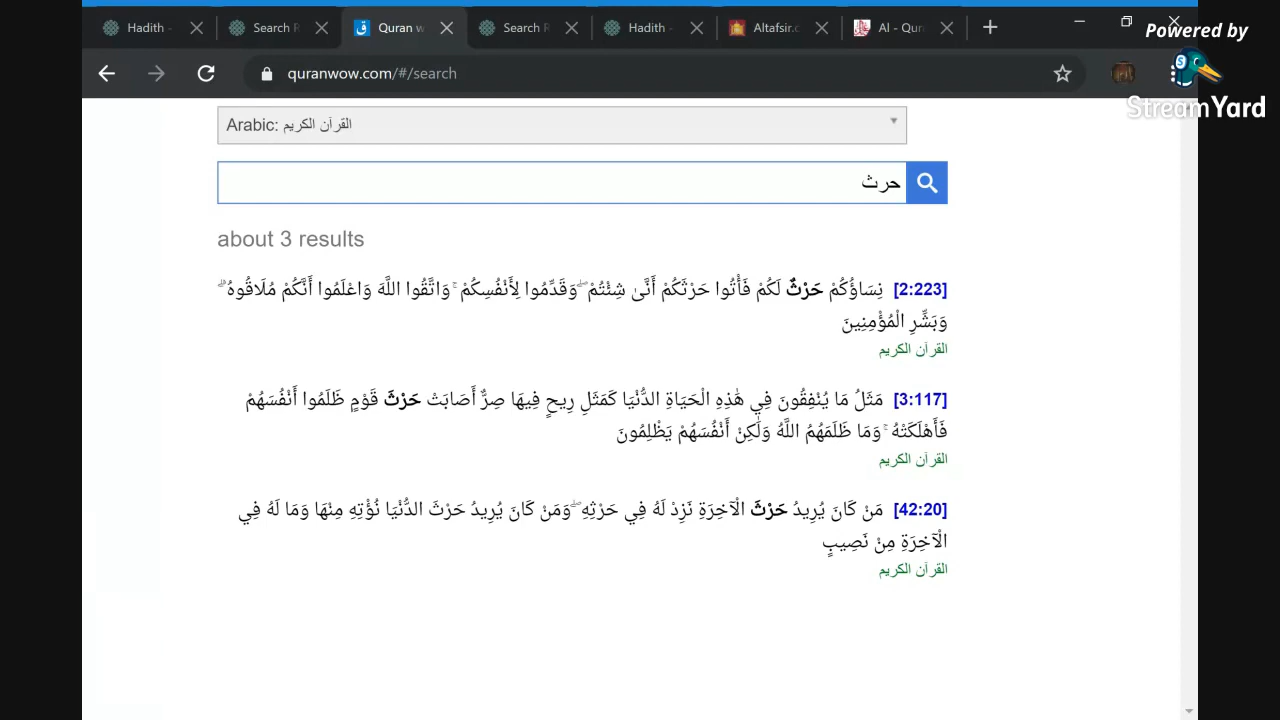 Hadith -
Search R
Quran w
Search R
Hadith -
Altafsir.c
Al - Qur
Powered by
StreamYard
quranwow.com/#/search
Arabic: القرآن الكريم
حرث
about 3 results
[2:223] نِسَاؤُكُمْ حَرْثٌ لَكُمْ فَأْتُوا حَرْثَكُمْ أَنَّىٰ شِئْتُمْ ۖ وَقَدِّمُوا لِأَنْفُسِكُمْ ۚ وَاتَّقُوا اللَّهَ وَاعْلَمُوا أَنَّكُمْ مُلَاقُوهُ ۗ
وَبَشِّرِ الْمُؤْمِنِينَ
القرآن الكريم
[3:117] مَثَلُ مَا يُنْفِقُونَ فِي هَٰذِهِ الْحَيَاةِ الدُّنْيَا كَمَثَلِ رِيحٍ فِيهَا صِرٌّ أَصَابَتْ حَرْثَ قَوْمٍ ظَلَمُوا أَنْفُسَهُمْ
فَأَهْلَكَتْهُ ۚ وَمَا ظَلَمَهُمُ اللَّهُ وَلَٰكِنْ أَنْفُسَهُمْ يَظْلِمُونَ
القرآن الكريم
[42:20] مَنْ كَانَ يُرِيدُ حَرْثَ الْآخِرَةِ نَزِدْ لَهُ فِي حَرْثِهِ ۖ وَمَنْ كَانَ يُرِيدُ حَرْثَ الدُّنْيَا نُؤْتِهِ مِنْهَا وَمَا لَهُ فِي
الْآخِرَةِ مِنْ نَصِيبٍ
القرآن الكريم